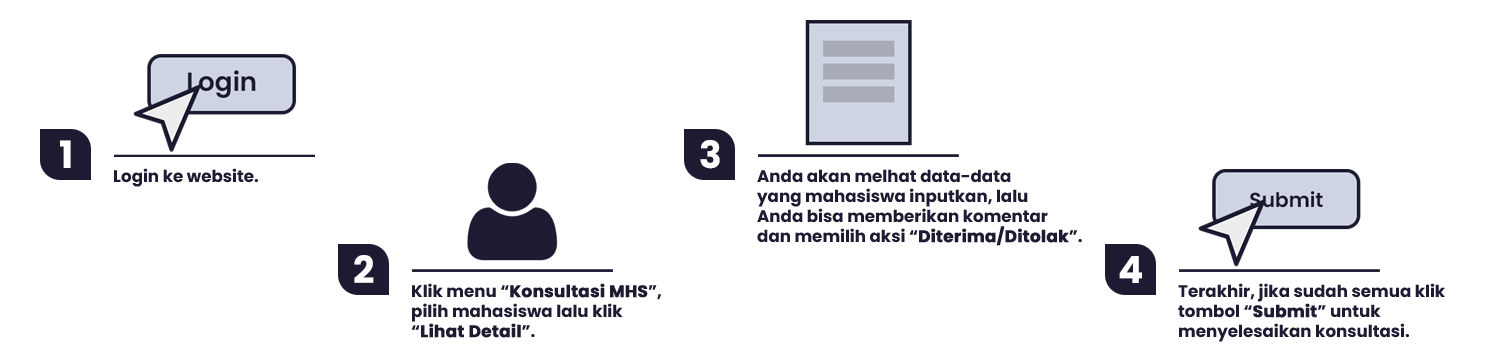 Login
1
Login ke website.
2
Klik menu “Konsultasi MHS”,
pilih mahasiswa lalu klik
“Lihat Detail”.
3
Anda akan melhat data-data
yang mahasiswa inputkan, lalu
Anda bisa memberikan komentar
dan memilih aksi “Diterima/Ditolak”.
Submit
4
Terakhir, jika sudah semua klik
tombol “Submit” untuk
menyelesaikan konsultasi.